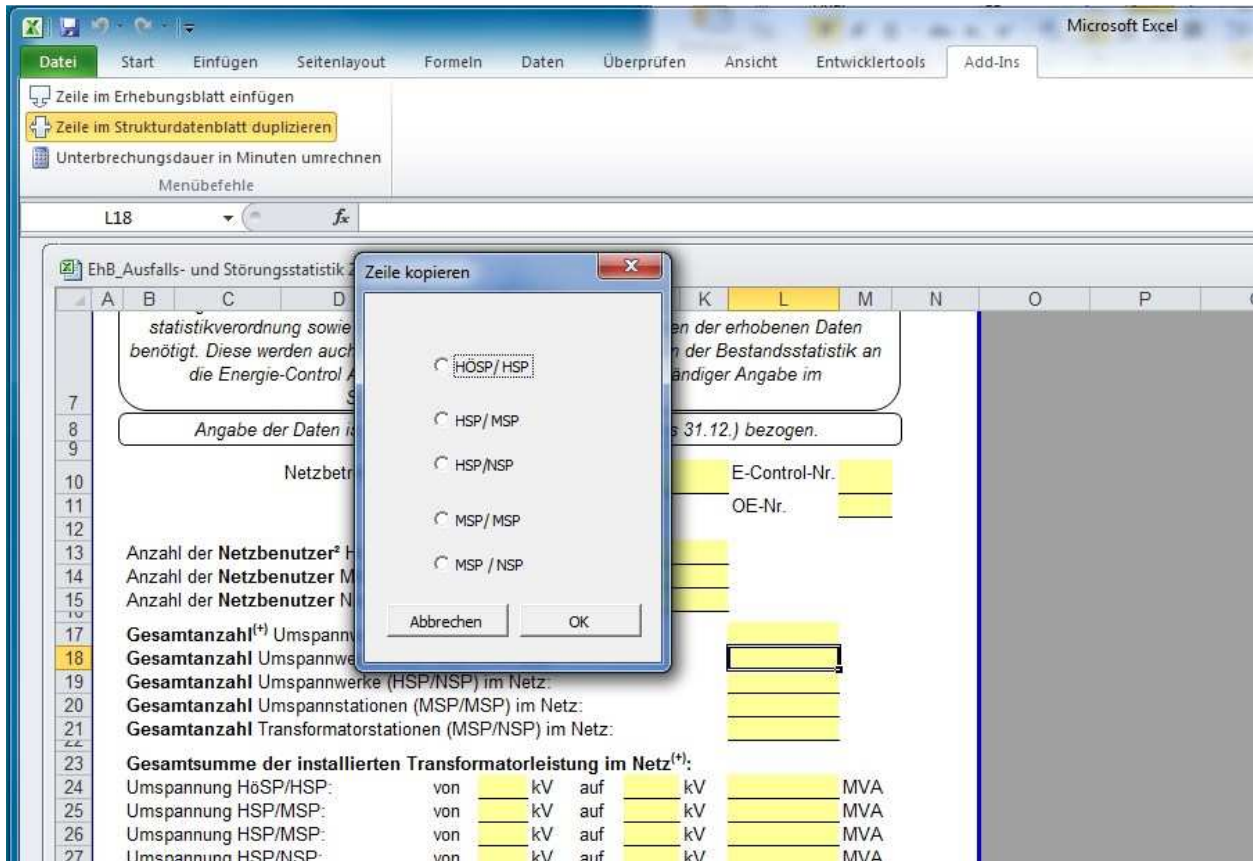 Microsoft Excel
Datei Start Einfügen Seitenlayout Formeln Daten Überprüfen Ansicht Entwicklertools Add-Ins
Zeile im Erhebungsblatt einfügen
Zeile im Strukturdatenblatt duplizieren
Unterbrechungsdauer in Minuten umrechnen
Menübefehle
L18 fx
EhB_Ausfalls- und Störungsstatistik
Zeile kopieren
HÖSP/HSP
HSP/MSP
HSP/NSP
MSP/MSP
MSP / NSP
Abbrechen OK
A B C D K L M N O P
statistikverordnung sowie en der erhobenen Daten
benötigt. Diese werden auch der Bestandsstatistik an
die Energie-Control ständiger Angabe im
7
8 Angabe der Daten 31.12.) bezogen.
9
10 E-Control-Nr.
11 OE-Nr.
12
13 Anzahl der Netzbenutzer²
14 Anzahl der Netzbenutzer
15 Anzahl der Netzbenutzer
17 Gesamtanzahl(+)
18 Gesamtanzahl
19 Gesamtanzahl Umspannwerke (HSP/NSP) im Netz:
20 Gesamtanzahl Umspannstationen (MSP/MSP) im Netz:
21 Gesamtanzahl Transformatorstationen (MSP/NSP) im Netz:
22
23 Gesamtsumme der installierten Transformatorleistung im Netz(+):
24 Umspannung HöSP/HSP: von kV auf kV MVA
25 Umspannung HSP/MSP: von kV auf kV MVA
26 Umspannung HSP/MSP: von kV auf kV MVA
27 Umspannung HSP/NSP: von kV auf kV MVA